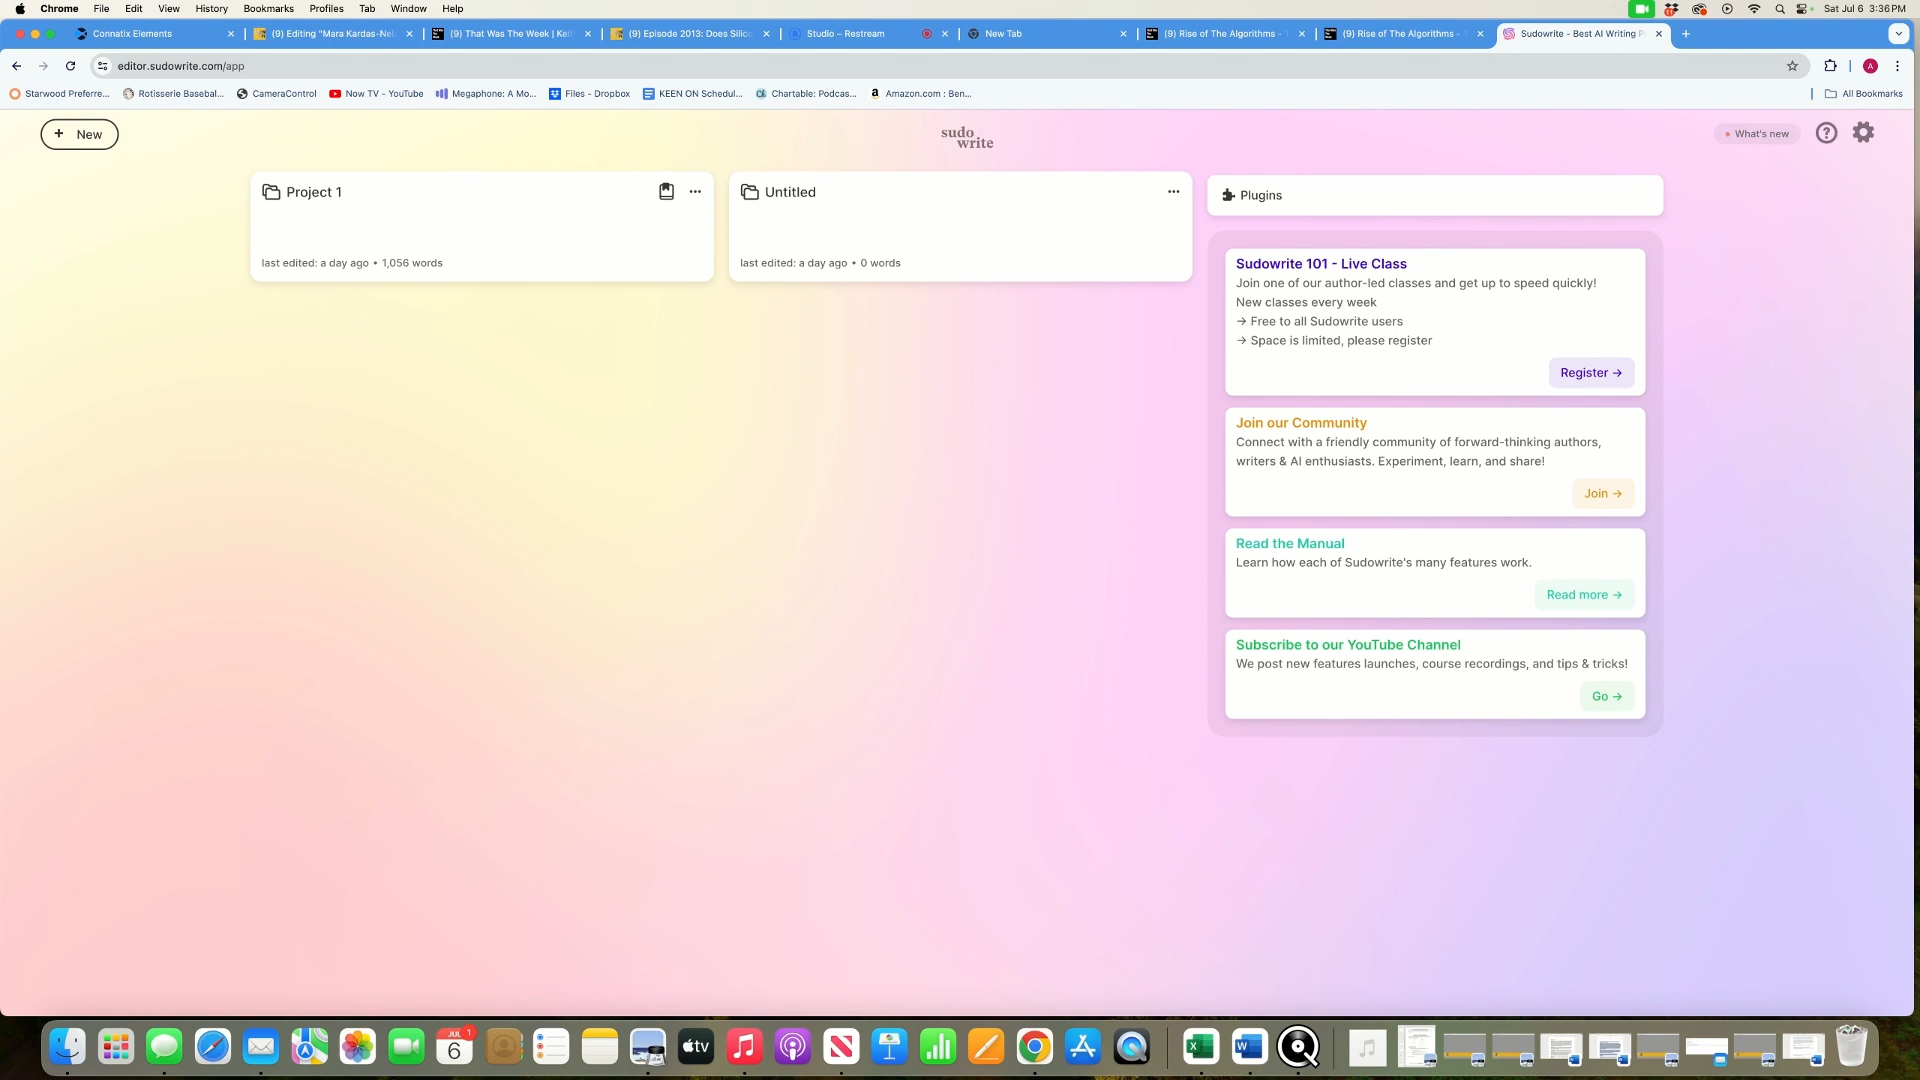 Chrome File Edit View History Bookmarks Profiles Tab Window Help
Sat Jul 6 3:36 PM
Connatix Elements
(9) Editing "Mara Kardas-Nel
(9) That Was The Week | Keit
(9) Episode 2013: Does Silico
Studio – Restream
New Tab
(9) Rise of The Algorithms -
(9) Rise of The Algorithms -
Sudowrite - Best AI Writing P
editor.sudowrite.com/app
A
Starwood Preferre...
Rotisserie Basebal...
CameraControl
Now TV - YouTube
Megaphone: A Mo...
Files - Dropbox
KEEN ON Schedul...
Chartable: Podcas...
Amazon.com : Ben...
All Bookmarks
+ New
sudo
write
What's new
?
Project 1
last edited: a day ago • 1,056 words
Untitled
last edited: a day ago • 0 words
Plugins
Sudowrite 101 - Live Class
Join one of our author-led classes and get up to speed quickly!
New classes every week
→ Free to all Sudowrite users
→ Space is limited, please register
Register →
Join our Community
Connect with a friendly community of forward-thinking authors,
writers & AI enthusiasts. Experiment, learn, and share!
Join →
Read the Manual
Learn how each of Sudowrite's many features work.
Read more →
Subscribe to our YouTube Channel
We post new features launches, course recordings, and tips & tricks!
Go →
JUL
6
1
tv